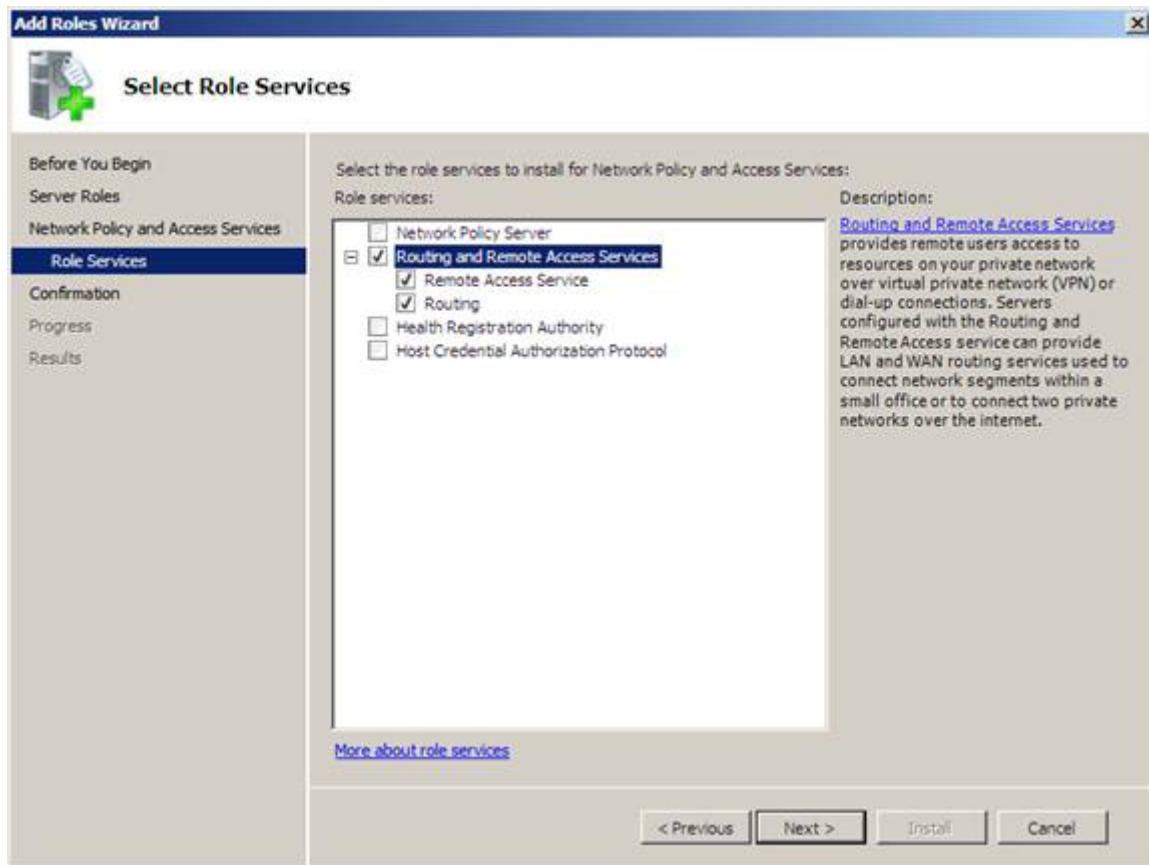 Add Roles Wizard
Select Role Services
Before You Begin
Server Roles
Network Policy and Access Services
Role Services
Confirmation
Progress
Results
Select the role services to install for Network Policy and Access Services:
Role services:
Network Policy Server
Routing and Remote Access Services
Remote Access Service
Routing
Health Registration Authority
Host Credential Authorization Protocol
More about role services
Description:
Routing and Remote Access Services
provides remote users access to
resources on your private network
over virtual private network (VPN) or
dial-up connections. Servers
configured with the Routing and
Remote Access service can provide
LAN and WAN routing services used to
connect network segments within a
small office or to connect two private
networks over the internet.
< Previous
Next >
Install
Cancel